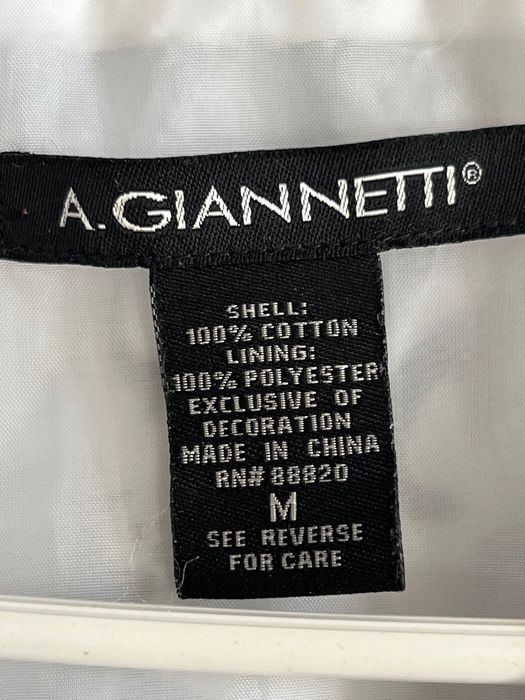 A.GIANNETTI®
SHELL:
100% COTTON
LINING:
100% POLYESTER
EXCLUSIVE OF
DECORATION
MADE IN CHINA
RN# 88820
M
SEE REVERSE
FOR CARE